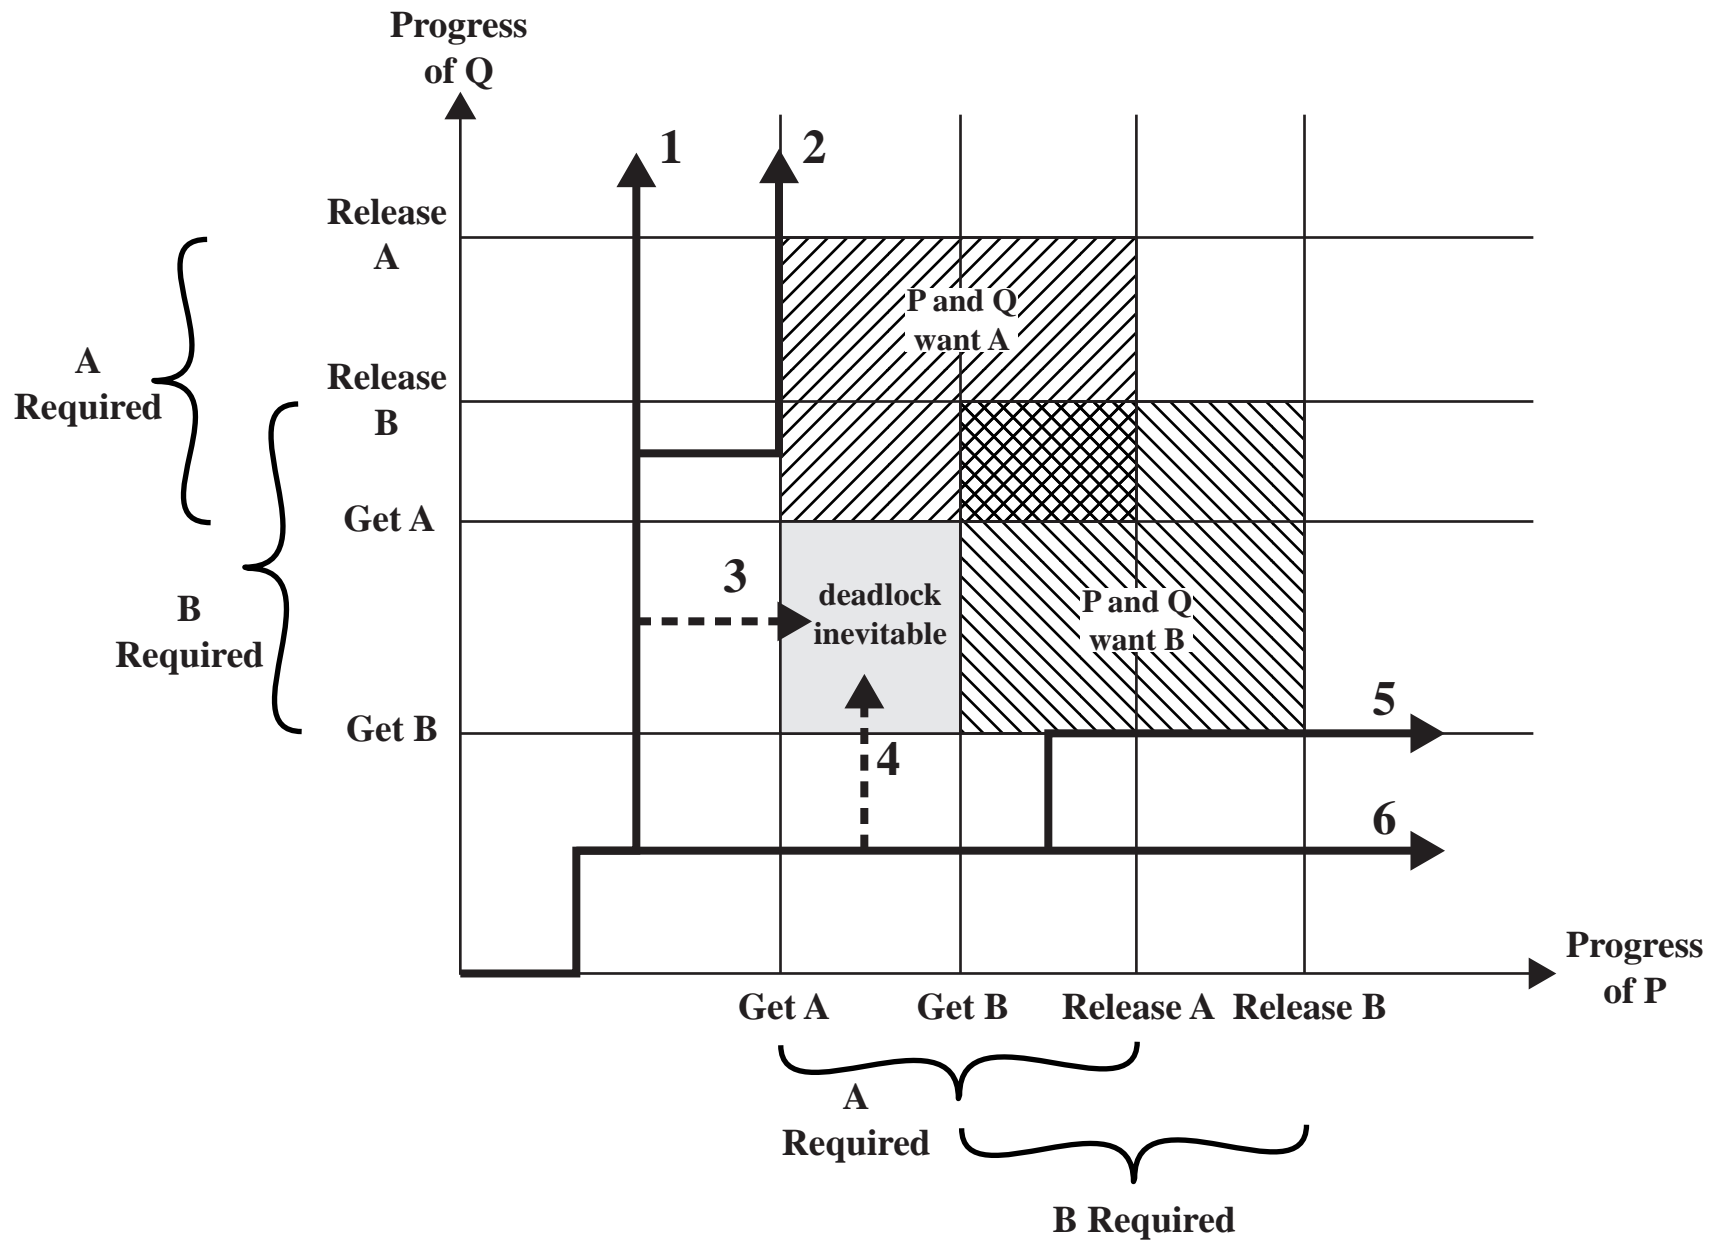 Progress
of Q
1
2
Release
A
P and Q
want A
A
Required
Release
B
Get A
3
deadlock
inevitable
P and Q
want B
B
Required
5
Get B
4
6
Progress
of P
Get A
Get B
Release A
Release B
A
Required
B Required